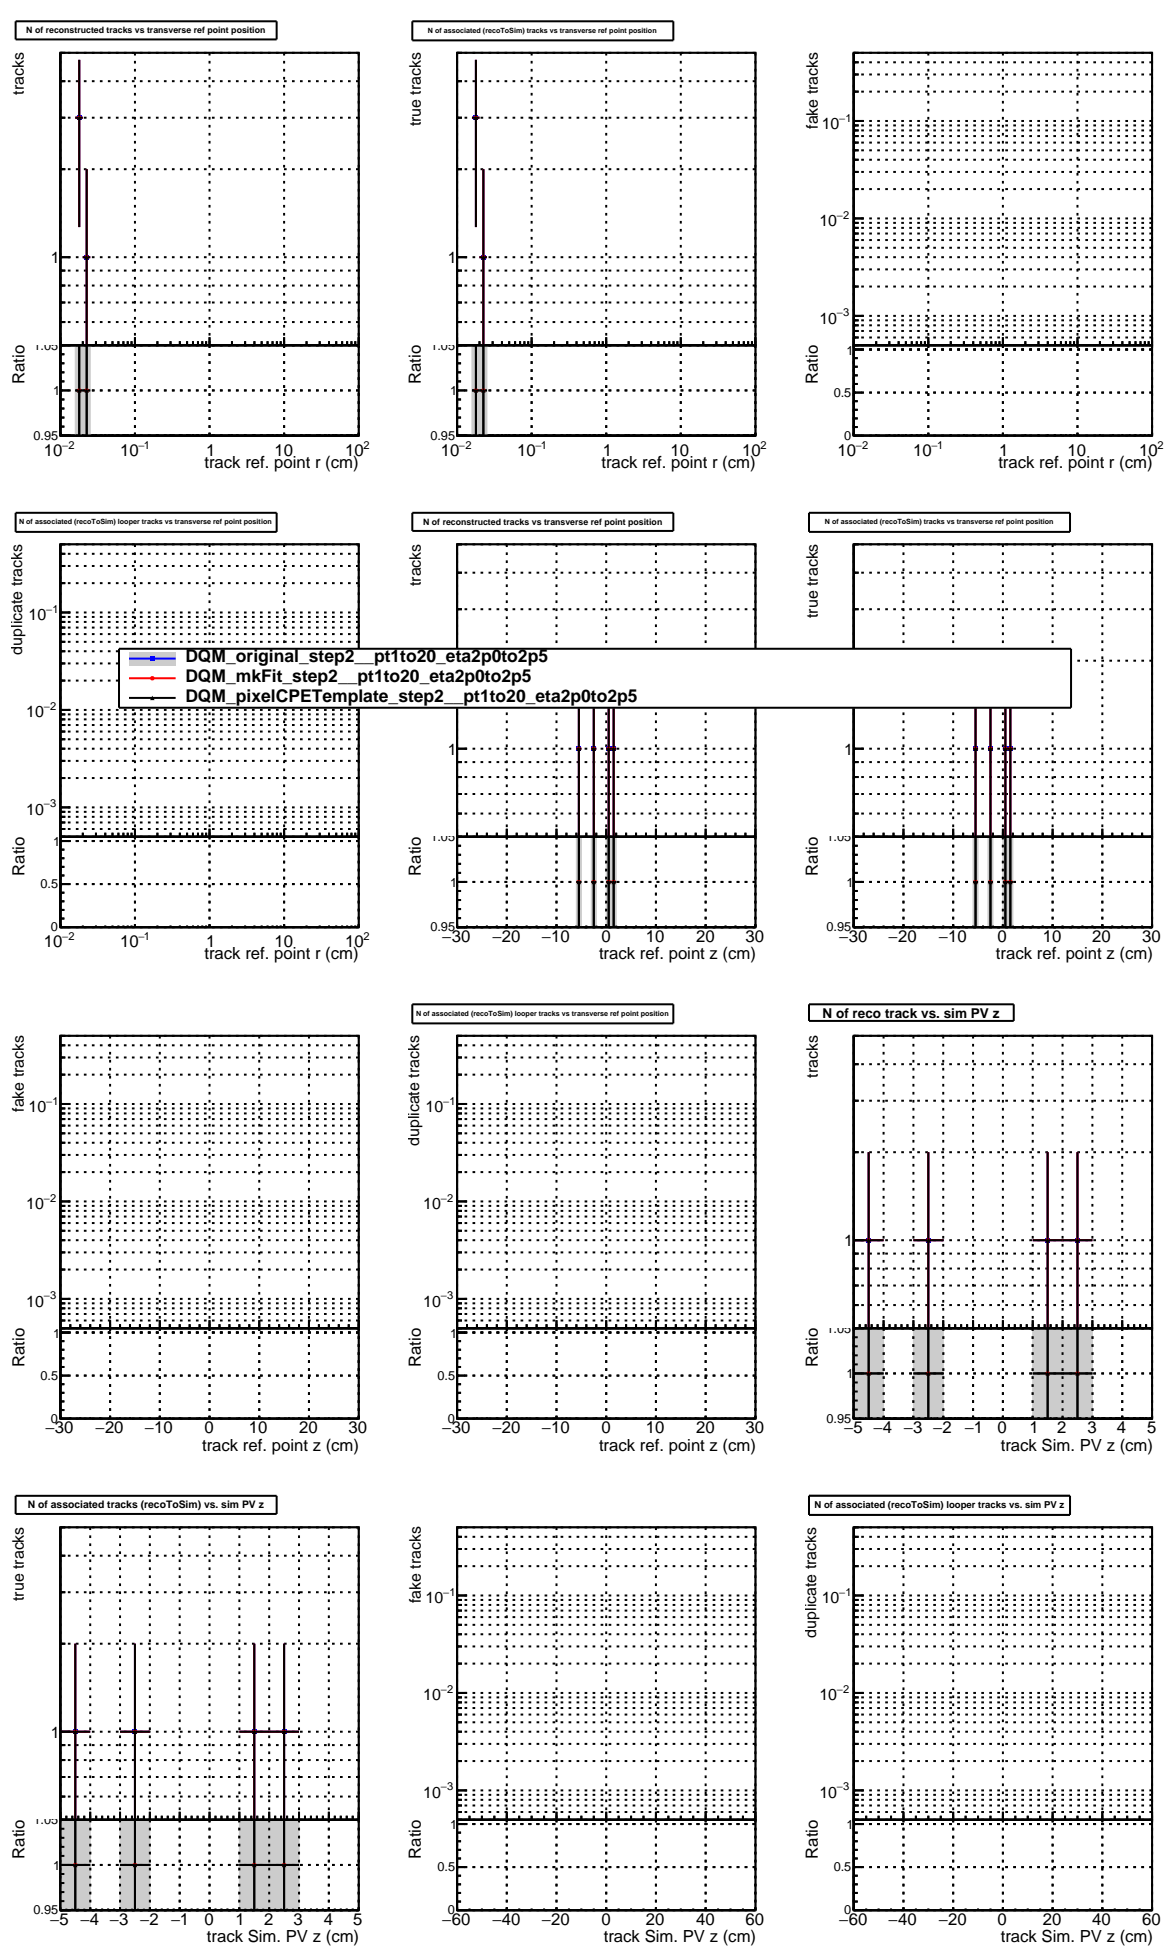 N of reconstructed tracks vs transverse ref point position
tracks
1
1.05
Ratio
1
0.95
10−2 10−1 1 10 102
track ref. point r (cm)
N of associated (recoToSim) tracks vs transverse ref point position
true tracks
1
1.05
Ratio
1
0.95
10−2 10−1 1 10 102
track ref. point r (cm)
fake tracks
10−1
10−2
10−3
Ratio
1
0.5
0
10−2 10−1 1 10 102
track ref. point r (cm)
N of associated (recoToSim) looper tracks vs transverse ref point position
duplicate tracks
10−1
10−2
10−3
Ratio
1
0.5
0
10−2 10−1 1 10 102
track ref. point r (cm)
N of reconstructed tracks vs transverse ref point position
tracks
1
1.05
Ratio
1
0.95
−30 −20 −10 0 10 20 30
track ref. point z (cm)
N of associated (recoToSim) tracks vs transverse ref point position
true tracks
1
1.05
Ratio
1
0.95
−30 −20 −10 0 10 20 30
track ref. point z (cm)
DQM_original_step2__pt1to20_eta2p0to2p5
DQM_mkFit_step2__pt1to20_eta2p0to2p5
DQM_pixelCPETemplate_step2__pt1to20_eta2p0to2p5
fake tracks
10−1
10−2
10−3
Ratio
1
0.5
0
−30 −20 −10 0 10 20 30
track ref. point z (cm)
N of associated (recoToSim) looper tracks vs transverse ref point position
duplicate tracks
10−1
10−2
10−3
Ratio
1
0.5
0
−30 −20 −10 0 10 20 30
track ref. point z (cm)
N of reco track vs. sim PV z
tracks
1
1.05
Ratio
1
0.95
−5 −4 −3 −2 −1 0 1 2 3 4 5
track Sim. PV z (cm)
N of associated tracks (recoToSim) vs. sim PV z
true tracks
1
1.05
Ratio
1
0.95
−5 −4 −3 −2 −1 0 1 2 3 4 5
track Sim. PV z (cm)
fake tracks
10−1
10−2
10−3
Ratio
1
0.5
0
−60 −40 −20 0 20 40 60
track Sim. PV z (cm)
N of associated (recoToSim) looper tracks vs. sim PV z
duplicate tracks
10−1
10−2
10−3
Ratio
1
0.5
0
−60 −40 −20 0 20 40 60
track Sim. PV z (cm)